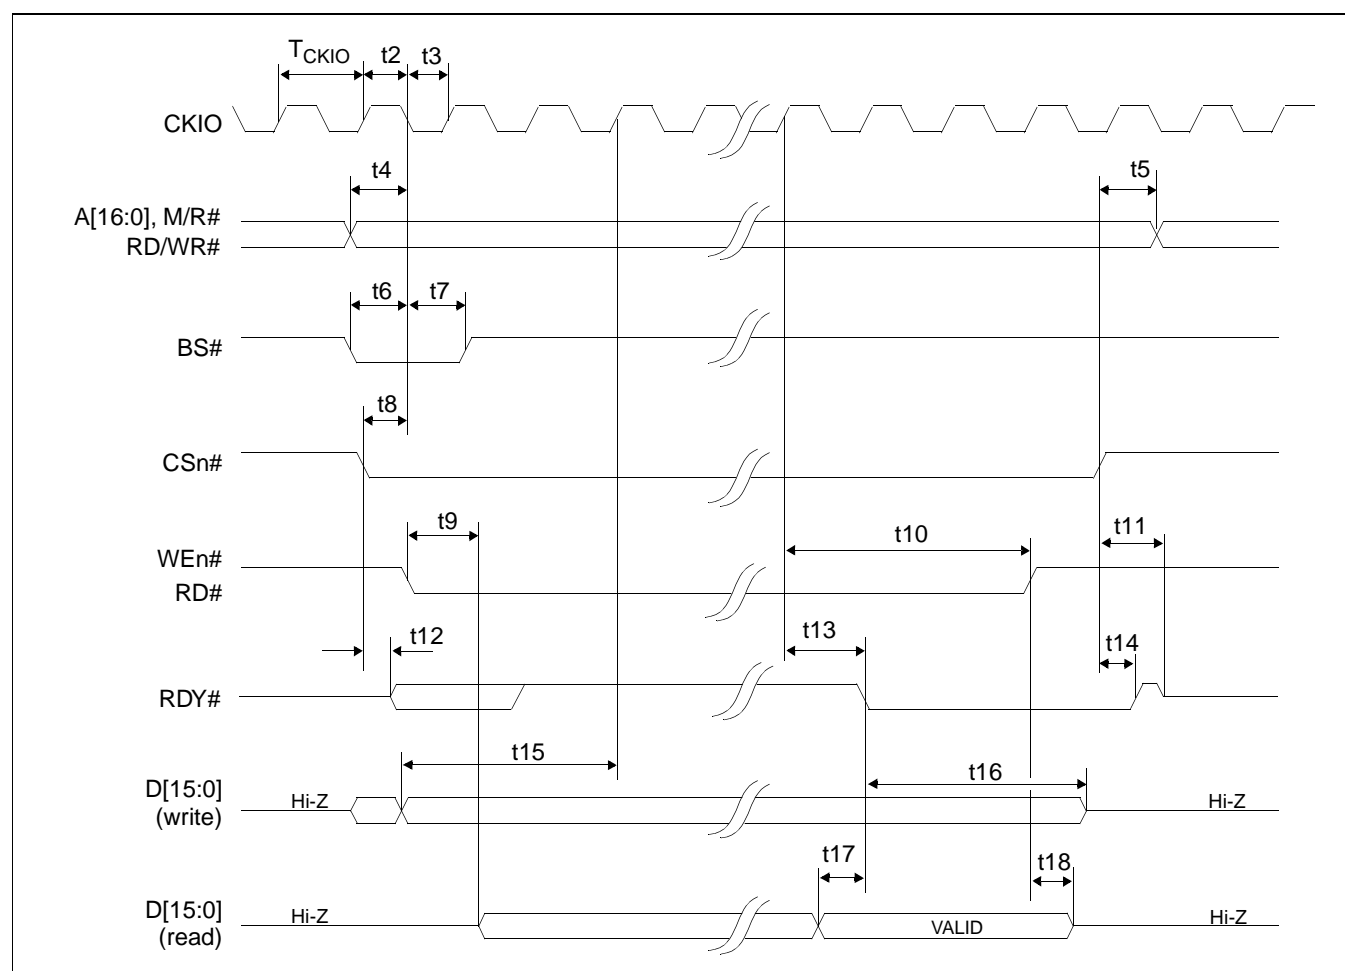 TCKIO t2 t3
CKIO
t4 t5
A[16:0], M/R#
RD/WR#
t6 t7
BS#
t8
CSn#
t9 t10 t11
WEn#
RD#
t12 t13 t14
RDY#
t15 t16
D[15:0]
(write)
Hi-Z Hi-Z
t17 t18
D[15:0]
(read)
Hi-Z VALID Hi-Z